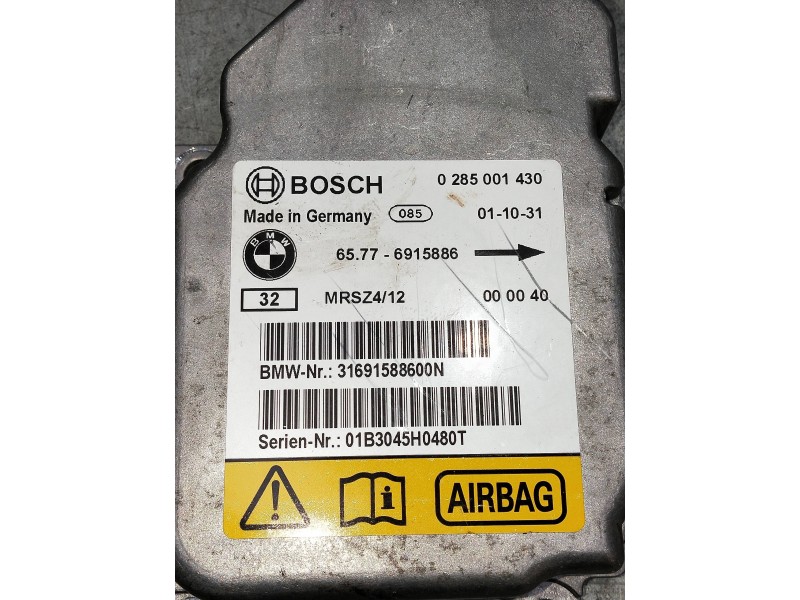 BOSCH 0 285 001 430
Made in Germany 085 01-10-31
BMW 65.77 - 6915886
32 MRSZ4/12 00 00 40
BMW-Nr.: 31691588600N
Serien-Nr.: 01B3045H0480T
AIRBAG